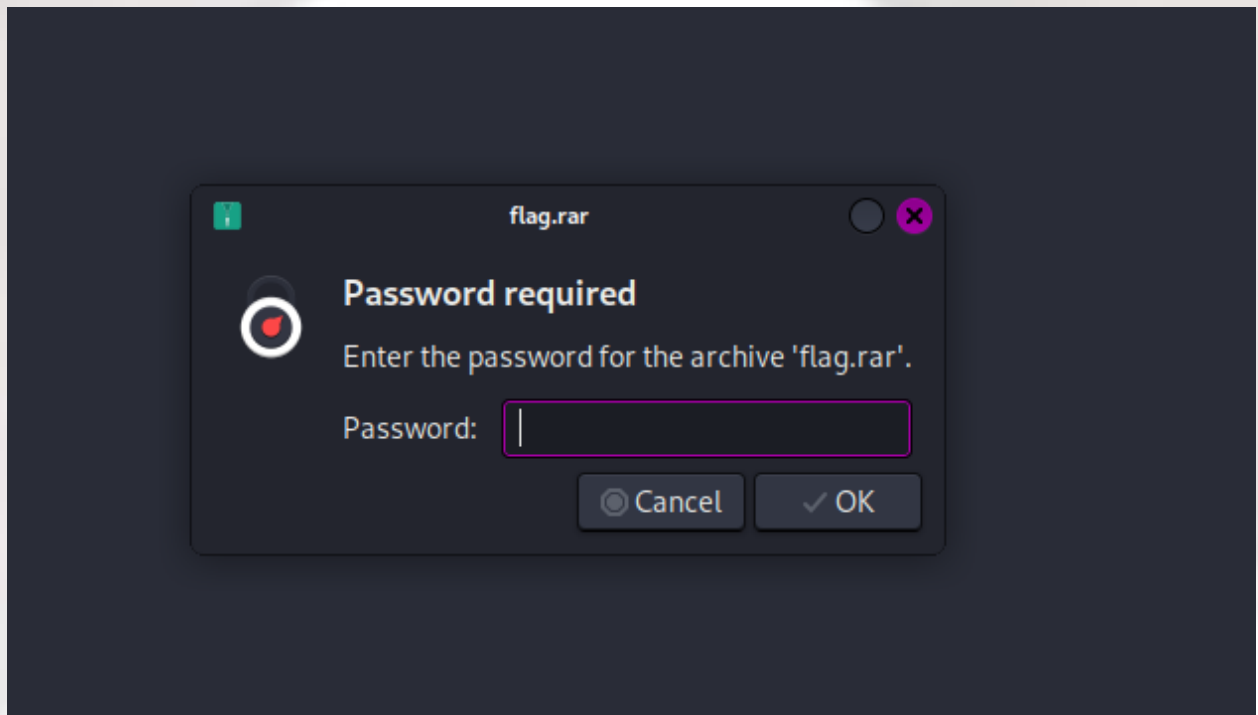 flag.rar
Password required
Enter the password for the archive 'flag.rar'.
Password:
Cancel OK